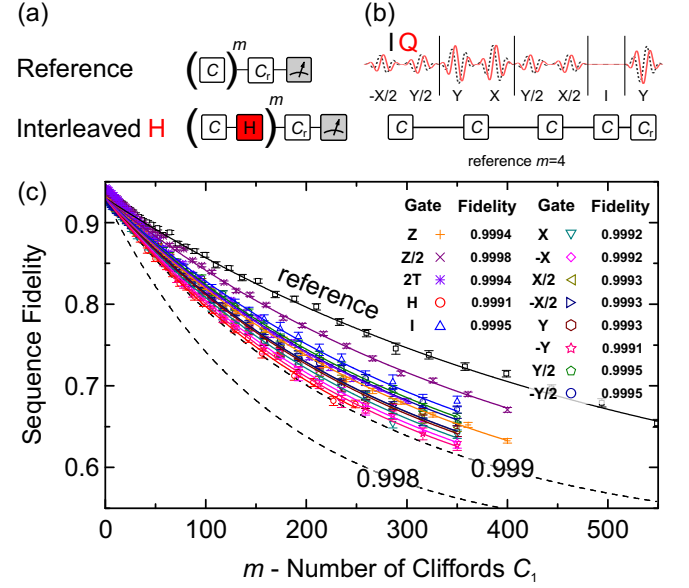 (a)
Reference ( C )^m C_r
Interleaved H ( C H )^m C_r
(b)
I Q
-X/2 Y/2 Y X Y/2 X/2 I Y
C C C C C_r
reference m=4
(c)
Sequence Fidelity
0.9
0.8
0.7
0.6
Gate Fidelity
Z 0.9994
Z/2 0.9998
2T 0.9994
H 0.9991
I 0.9995
Gate Fidelity
X 0.9992
-X 0.9992
X/2 0.9993
-X/2 0.9993
Y 0.9993
-Y 0.9991
Y/2 0.9995
-Y/2 0.9995
reference
0.998
0.999
0 100 200 300 400 500
m - Number of Cliffords C_1